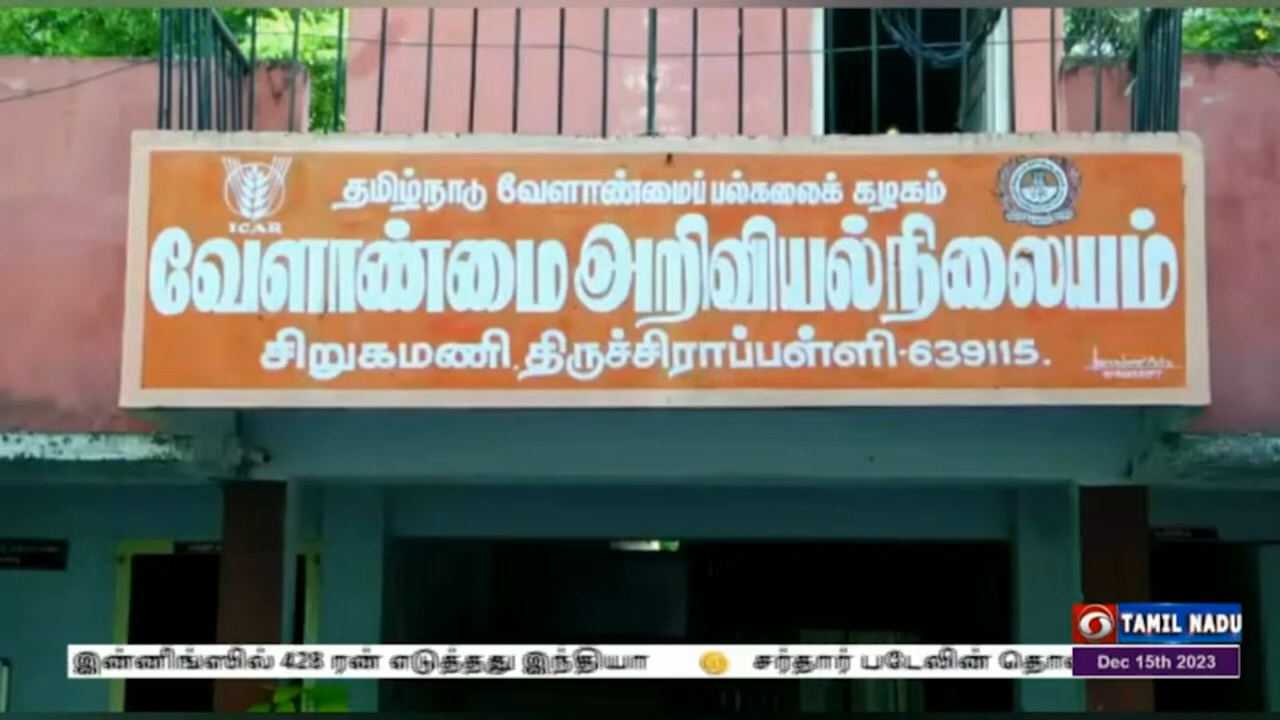 தமிழ்நாடு வேளாண்மைப் பல்கலைக் கழகம்
ICAR
வேளாண்மை அறிவியல் நிலையம்
சிறுகமணி, திருச்சிராப்பள்ளி-639115.
TAMIL NADU
இன்னிங்ஸில் 428 ரன் எடுத்தது இந்தியா சர்தார் படேலின்
Dec 15th 2023